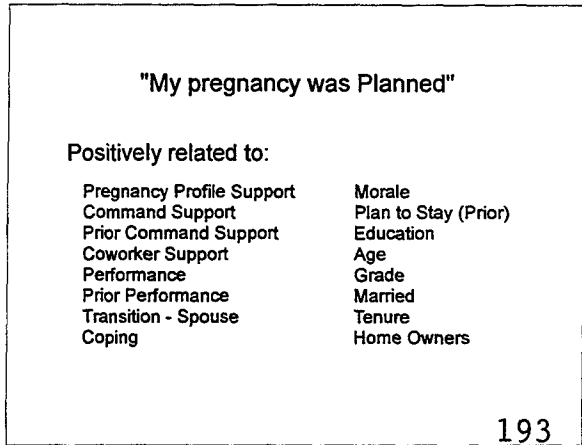 "My pregnancy was Planned"
Positively related to:
Pregnancy Profile Support
Command Support
Prior Command Support
Coworker Support
Performance
Prior Performance
Transition - Spouse
Coping
Morale
Plan to Stay (Prior)
Education
Age
Grade
Married
Tenure
Home Owners
193